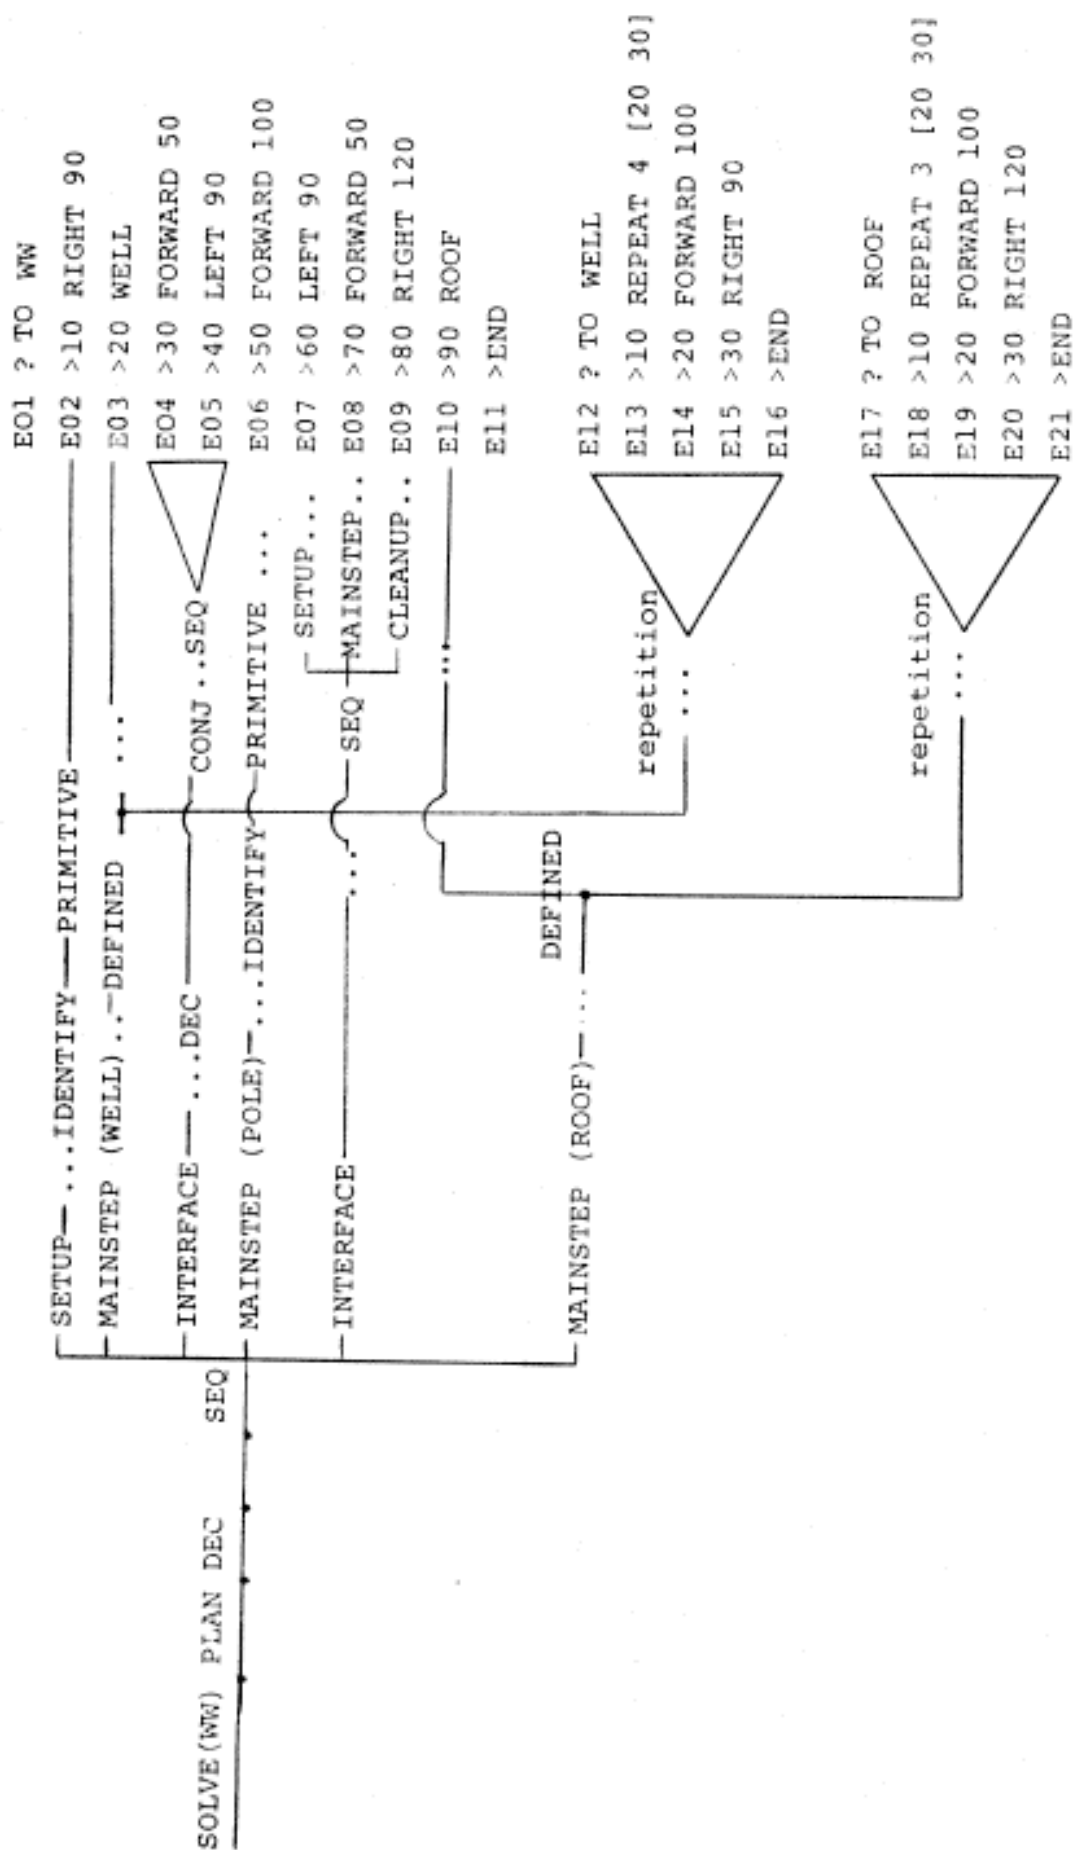 SOLVE(WW) PLAN DEC SEQ
SETUP—...IDENTIFY—PRIMITIVE
MAINSTEP (WELL)..—DEFINED ...
INTERFACE—...DEC CONJ..SEQ
MAINSTEP (POLE)—...IDENTIFY PRIMITIVE ...
INTERFACE ... SEQ
SETUP...
MAINSTEP..
CLEANUP..
...
MAINSTEP (ROOF)—...
DEFINED
repetition
...
repetition
...
E01 ? TO WW
E02 >10 RIGHT 90
E03 >20 WELL
E04 >30 FORWARD 50
E05 >40 LEFT 90
E06 >50 FORWARD 100
E07 >60 LEFT 90
E08 >70 FORWARD 50
E09 >80 RIGHT 120
E10 >90 ROOF
E11 >END
E12 ? TO WELL
E13 >10 REPEAT 4 [20 30]
E14 >20 FORWARD 100
E15 >30 RIGHT 90
E16 >END
E17 ? TO ROOF
E18 >10 REPEAT 3 [20 30]
E19 >20 FORWARD 100
E20 >30 RIGHT 120
E21 >END